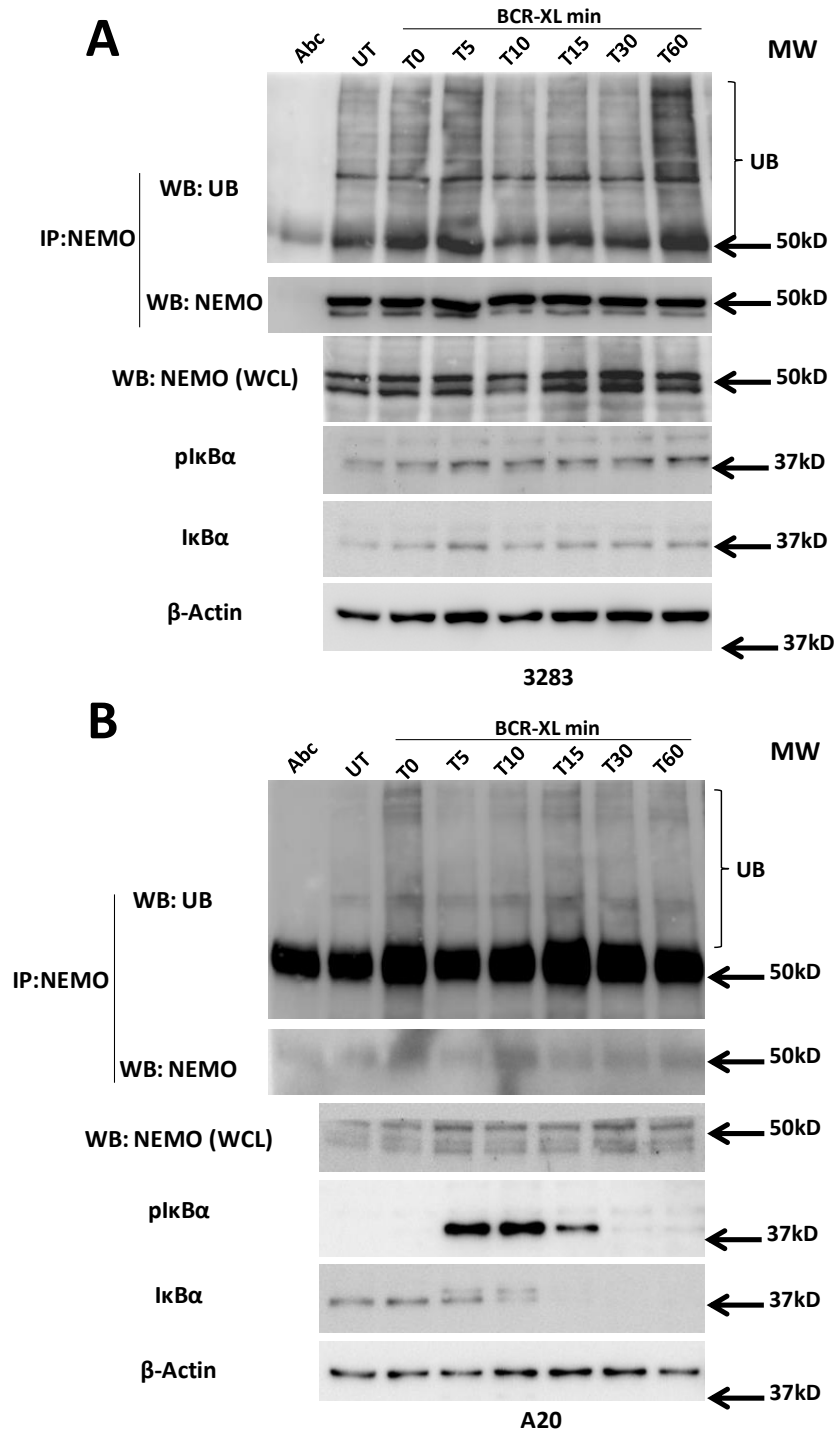 A
BCR-XL min
Abc UT T0 T5 T10 T15 T30 T60 MW
UB
WB: UB
IP:NEMO
50kD
WB: NEMO
50kD
WB: NEMO (WCL)
50kD
pIκBα
37kD
IκBα
37kD
β-Actin
37kD
3283
B
BCR-XL min
Abc UT T0 T5 T10 T15 T30 T60 MW
UB
WB: UB
IP:NEMO
50kD
WB: NEMO
50kD
WB: NEMO (WCL)
50kD
pIκBα
37kD
IκBα
37kD
β-Actin
37kD
A20